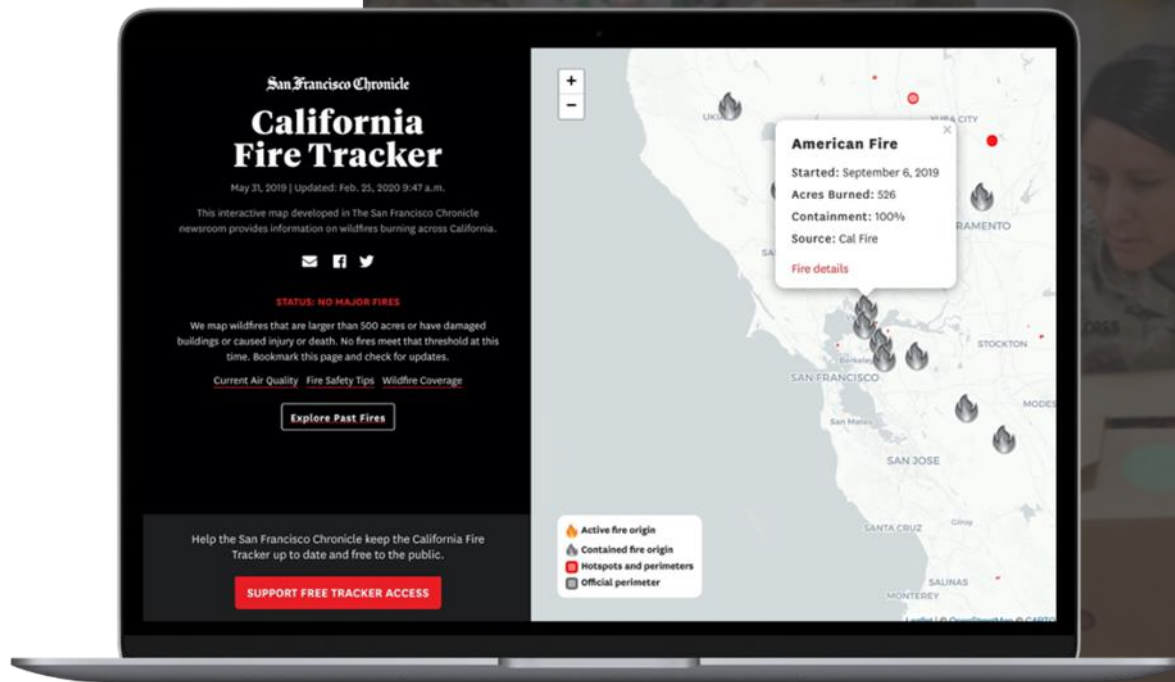 San Francisco Chronicle
California
Fire Tracker
May 31, 2019 | Updated: Feb. 25, 2020 9:47 a.m.
This interactive map developed in The San Francisco Chronicle
newsroom provides information on wildfires burning across California.
STATUS: NO MAJOR FIRES
We map wildfires that are larger than 500 acres or have damaged
buildings or caused injury or death. No fires meet that threshold at this
time. Bookmark this page and check for updates.
Current Air Quality Fire Safety Tips Wildfire Coverage
Explore Past Fires
Help the San Francisco Chronicle keep the California Fire
Tracker up to date and free to the public.
SUPPORT FREE TRACKER ACCESS
+
−
American Fire
Started: September 6, 2019
Acres Burned: 526
Containment: 100%
Source: Cal Fire
Fire details
STOCKTON
Berkeley
SAN FRANCISCO
San Mateo
SAN JOSE
SANTA CRUZ
Gilroy
SALINAS
MONTEREY
Active fire origin
Contained fire origin
Hotspots and perimeters
Official perimeter
Leaflet | © OpenStreetMap © CARTO